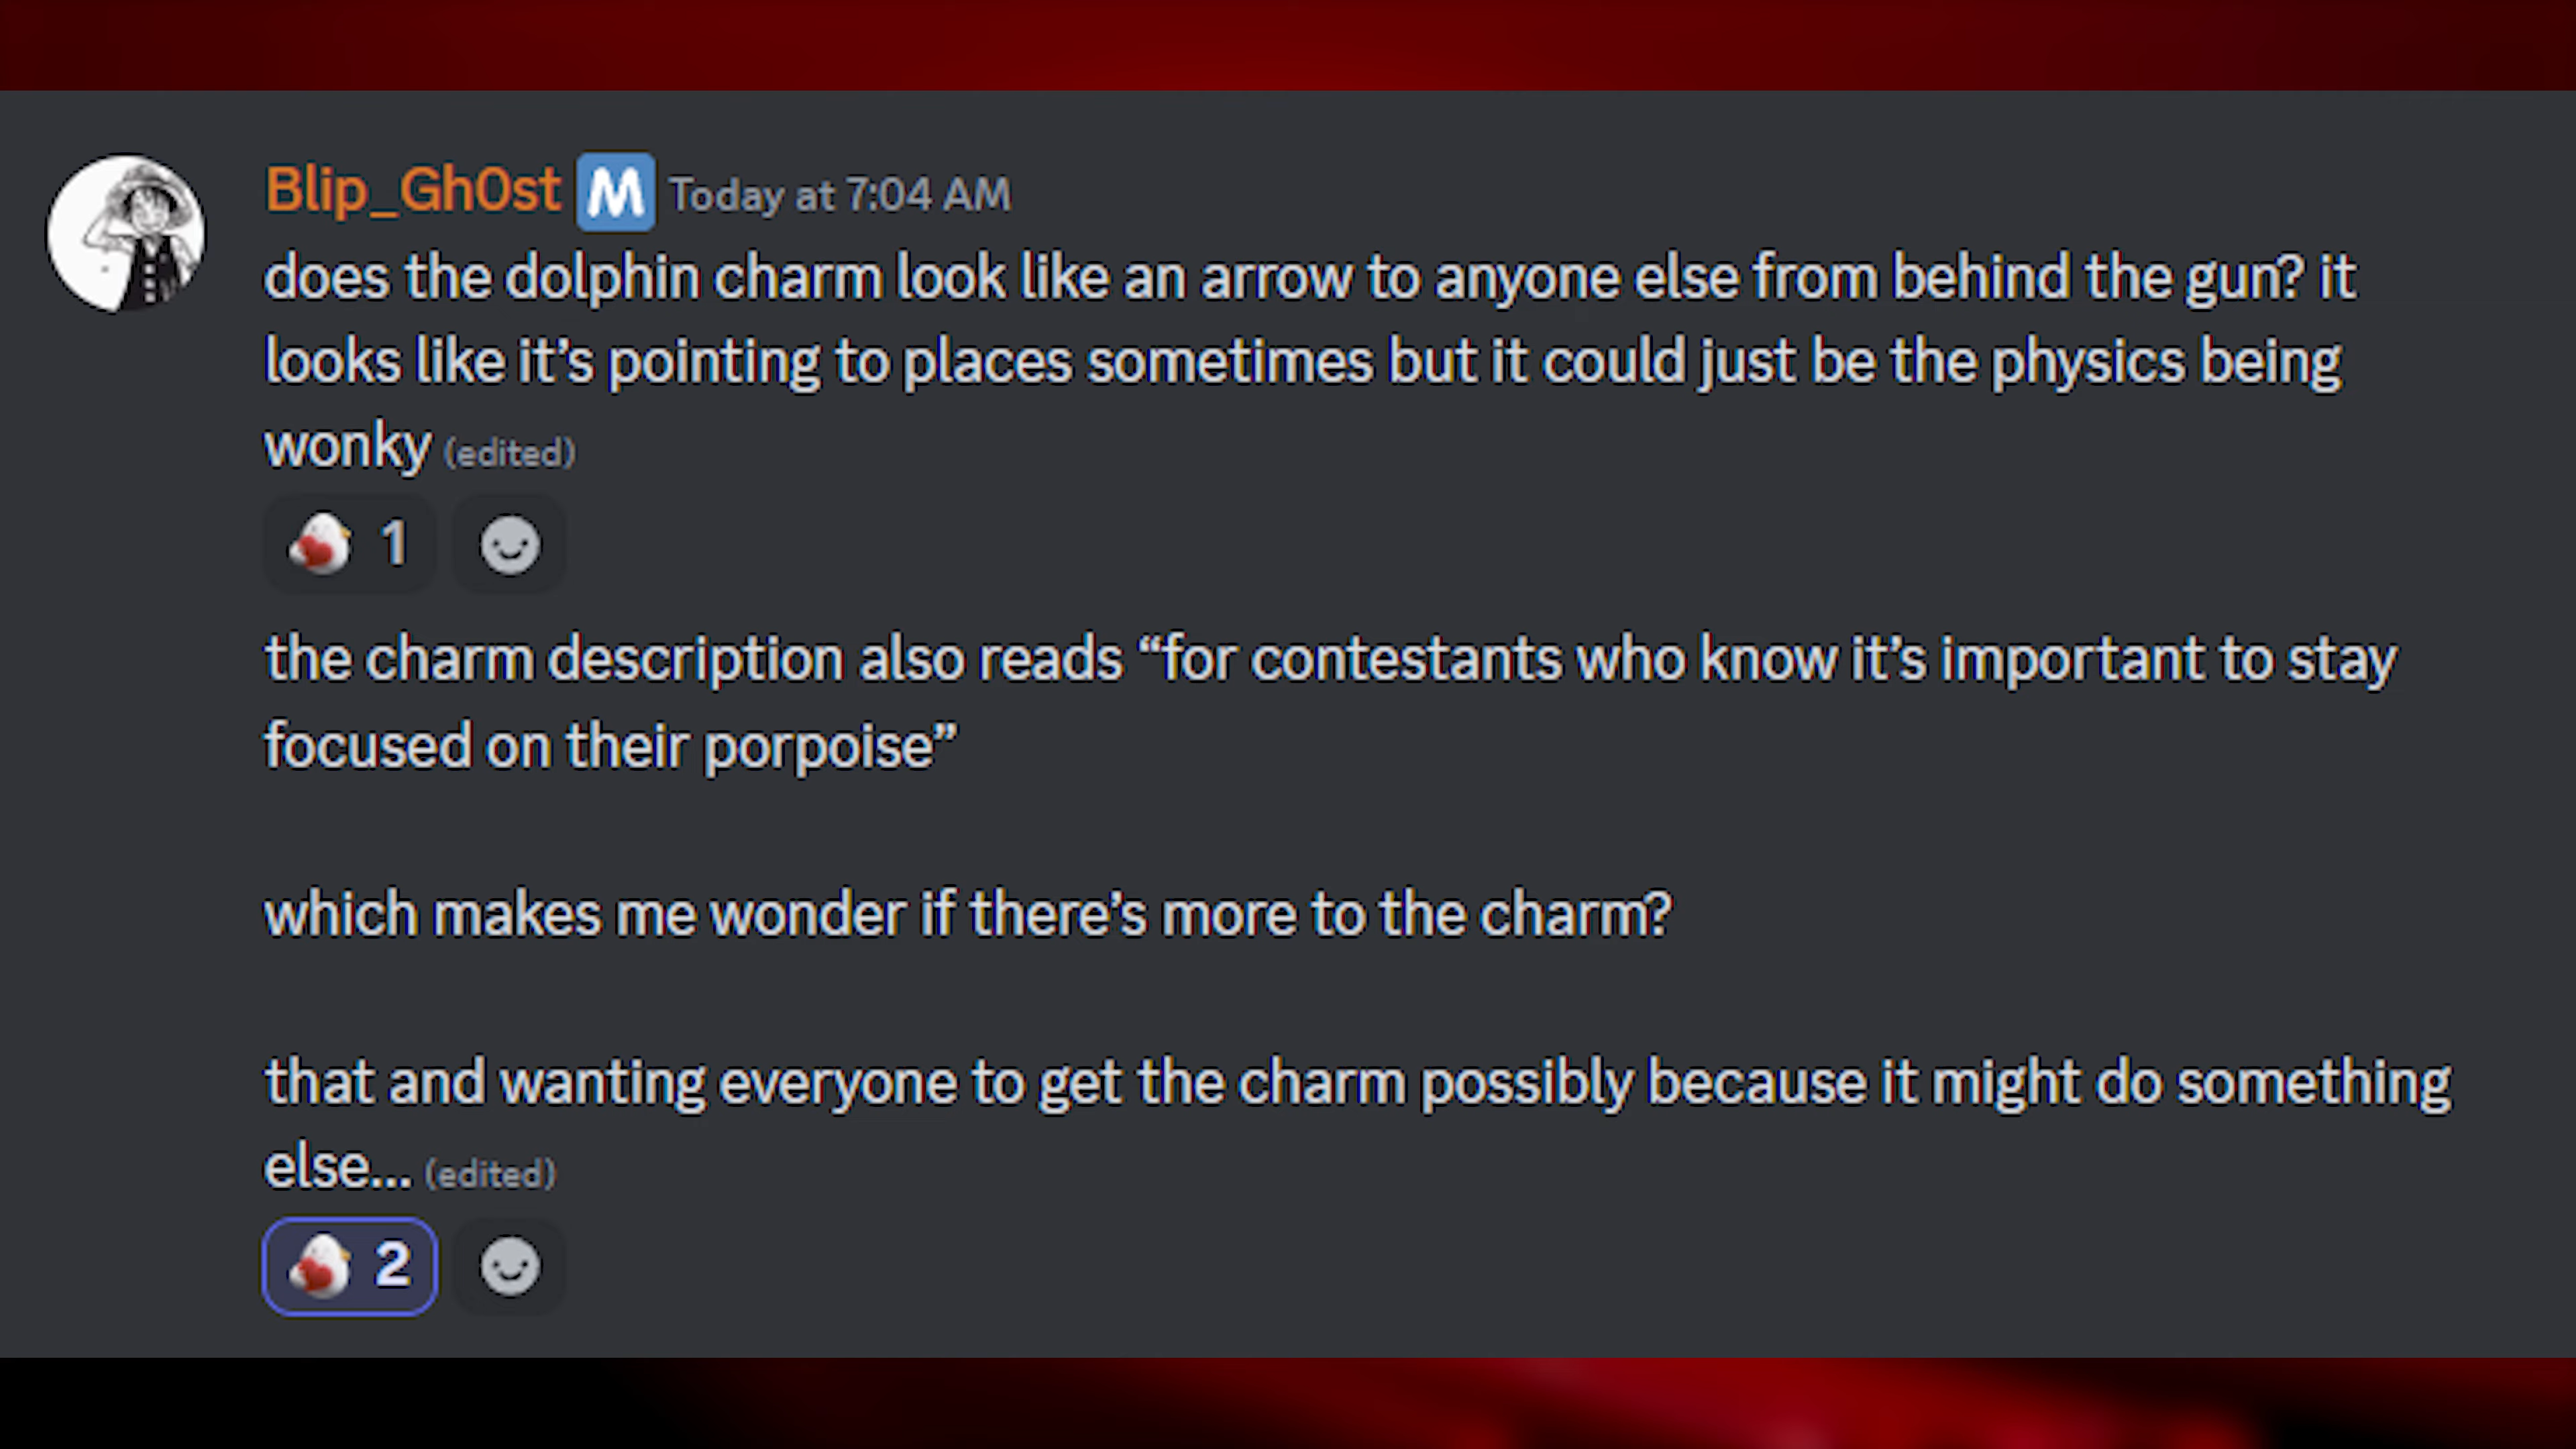 Blip_Gh0st M Today at 7:04 AM
does the dolphin charm look like an arrow to anyone else from behind the gun? it
looks like it’s pointing to places sometimes but it could just be the physics being
wonky (edited)
1
the charm description also reads “for contestants who know it’s important to stay
focused on their porpoise”
which makes me wonder if there’s more to the charm?
that and wanting everyone to get the charm possibly because it might do something
else... (edited)
2